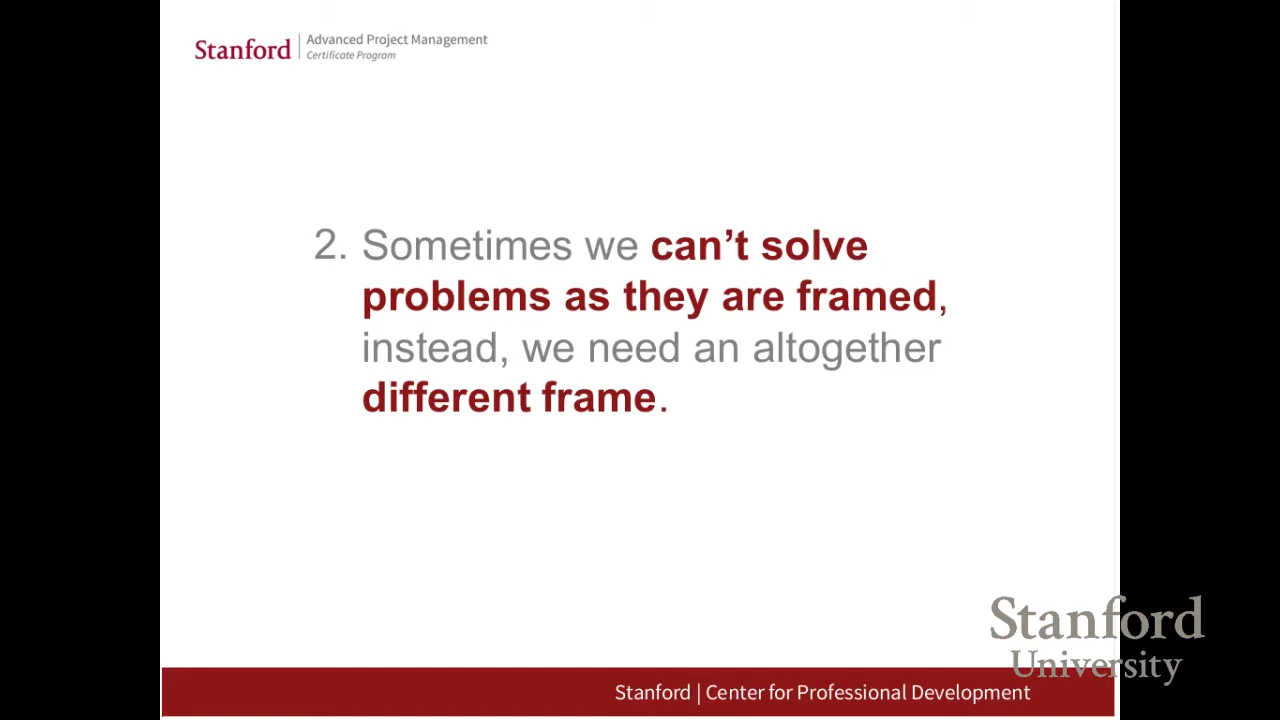 Stanford | Advanced Project Management
Certificate Program
2. Sometimes we can’t solve
problems as they are framed,
instead, we need an altogether
different frame.
Stanford
University
Stanford | Center for Professional Development